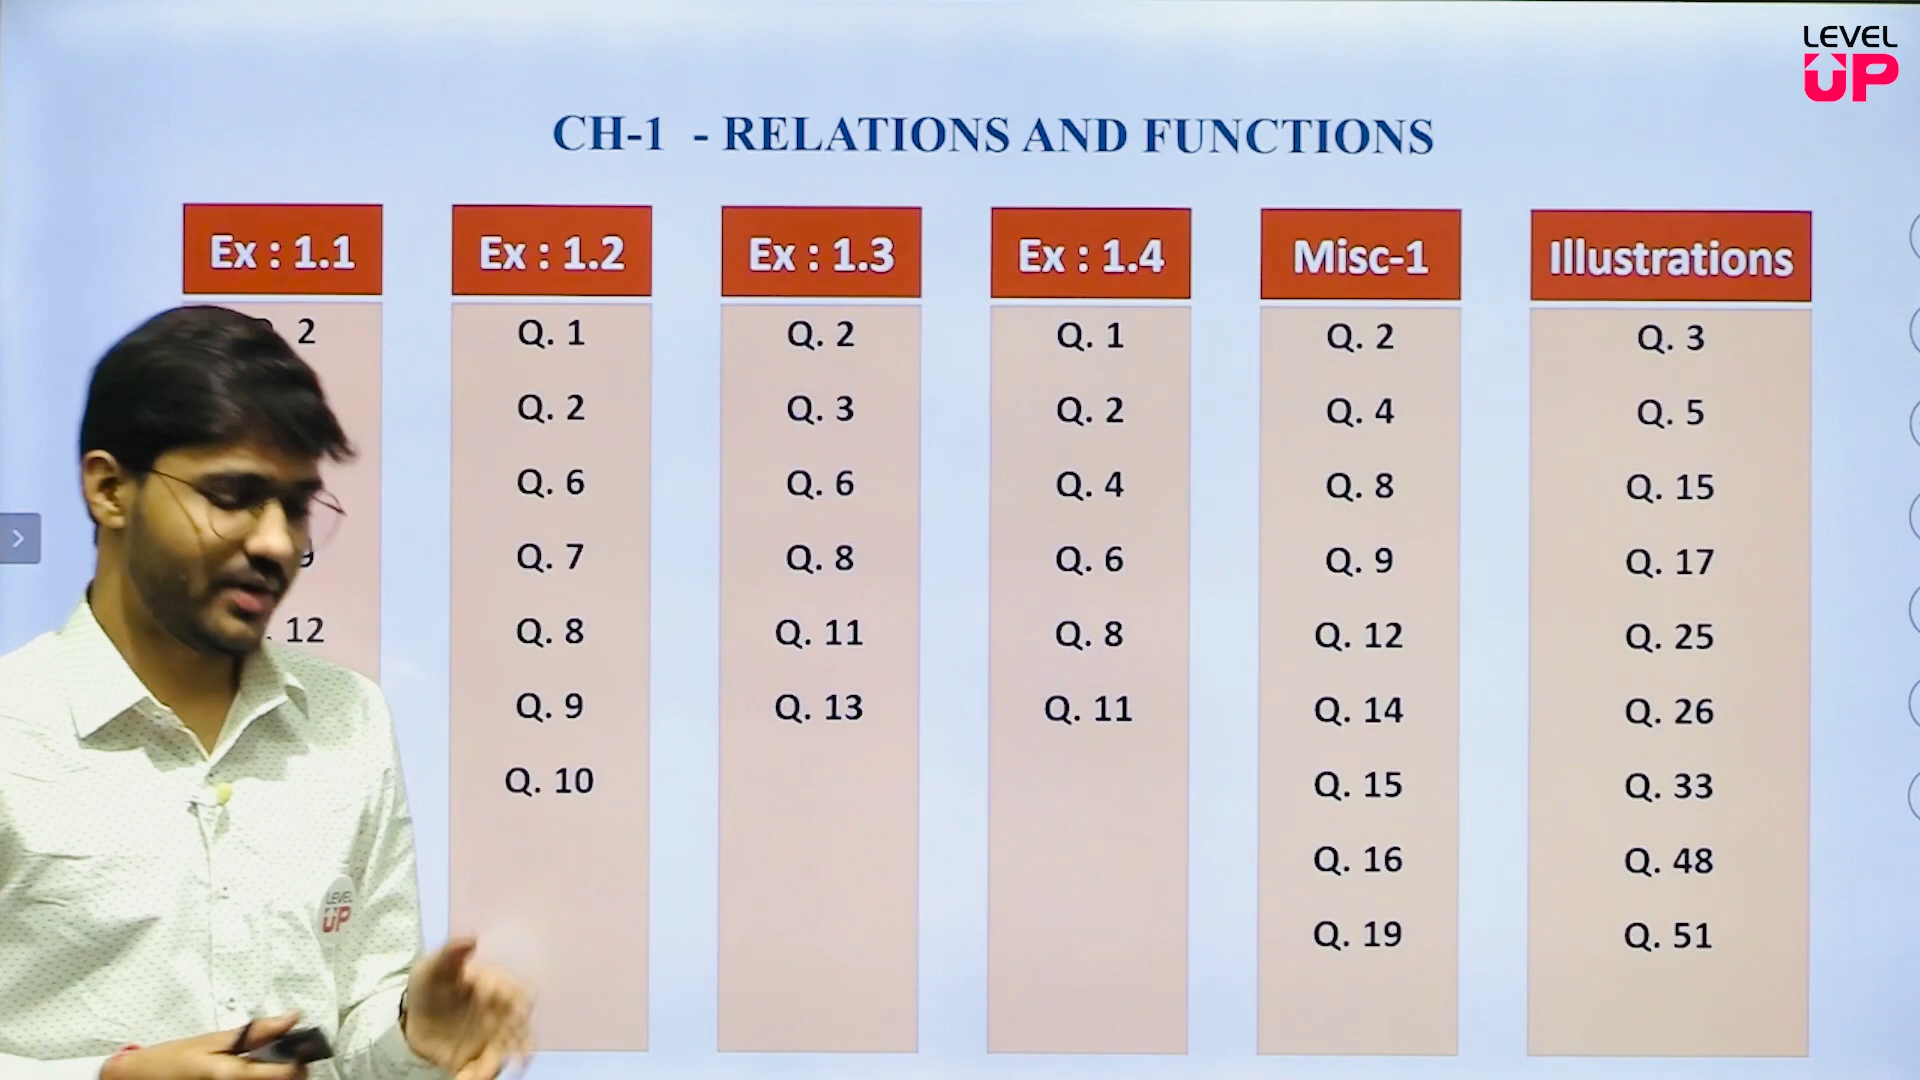 LEVEL
UP
CH-1 - RELATIONS AND FUNCTIONS
Ex : 1.1
2
9
. 12
Ex : 1.2
Q. 1
Q. 2
Q. 6
Q. 7
Q. 8
Q. 9
Q. 10
Ex : 1.3
Q. 2
Q. 3
Q. 6
Q. 8
Q. 11
Q. 13
Ex : 1.4
Q. 1
Q. 2
Q. 4
Q. 6
Q. 8
Q. 11
Misc-1
Q. 2
Q. 4
Q. 8
Q. 9
Q. 12
Q. 14
Q. 15
Q. 16
Q. 19
Illustrations
Q. 3
Q. 5
Q. 15
Q. 17
Q. 25
Q. 26
Q. 33
Q. 48
Q. 51
LEVEL
UP